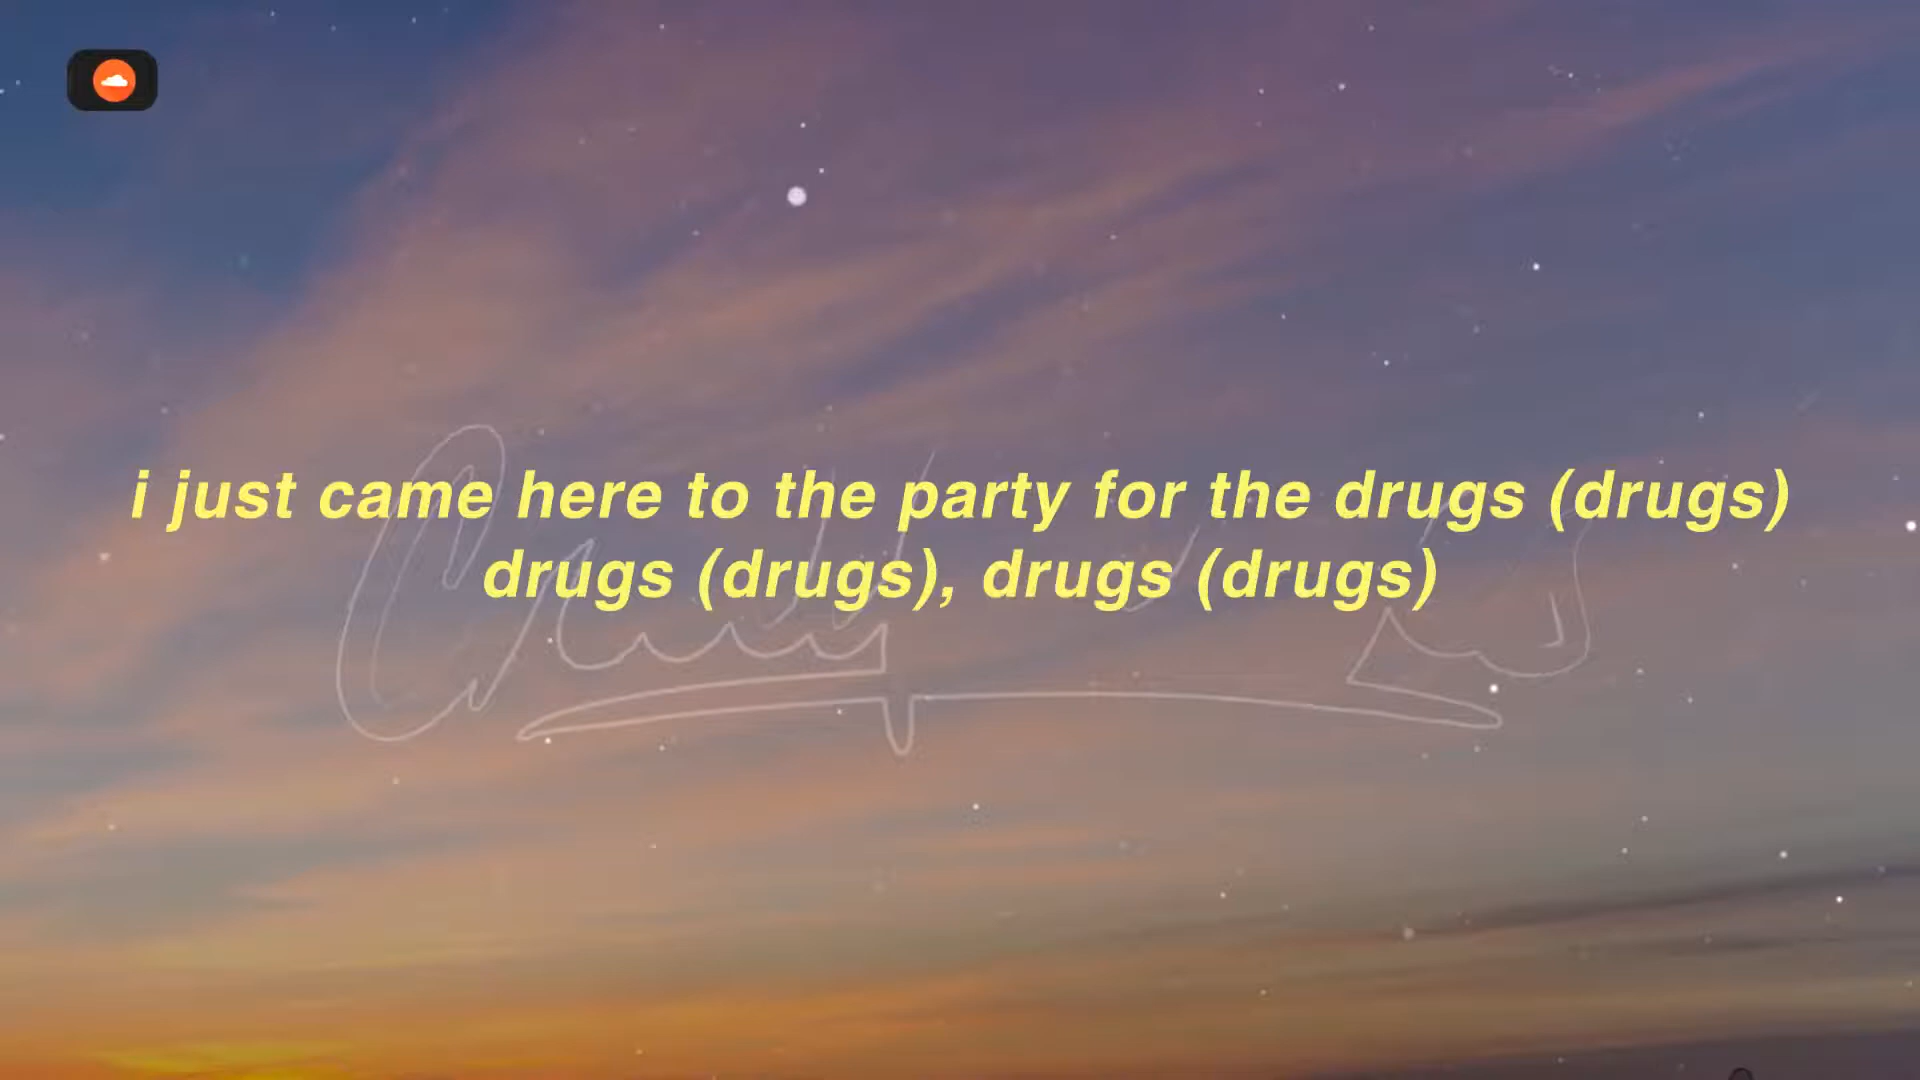 i just came here to the party for the drugs (drugs)
drugs (drugs), drugs (drugs)